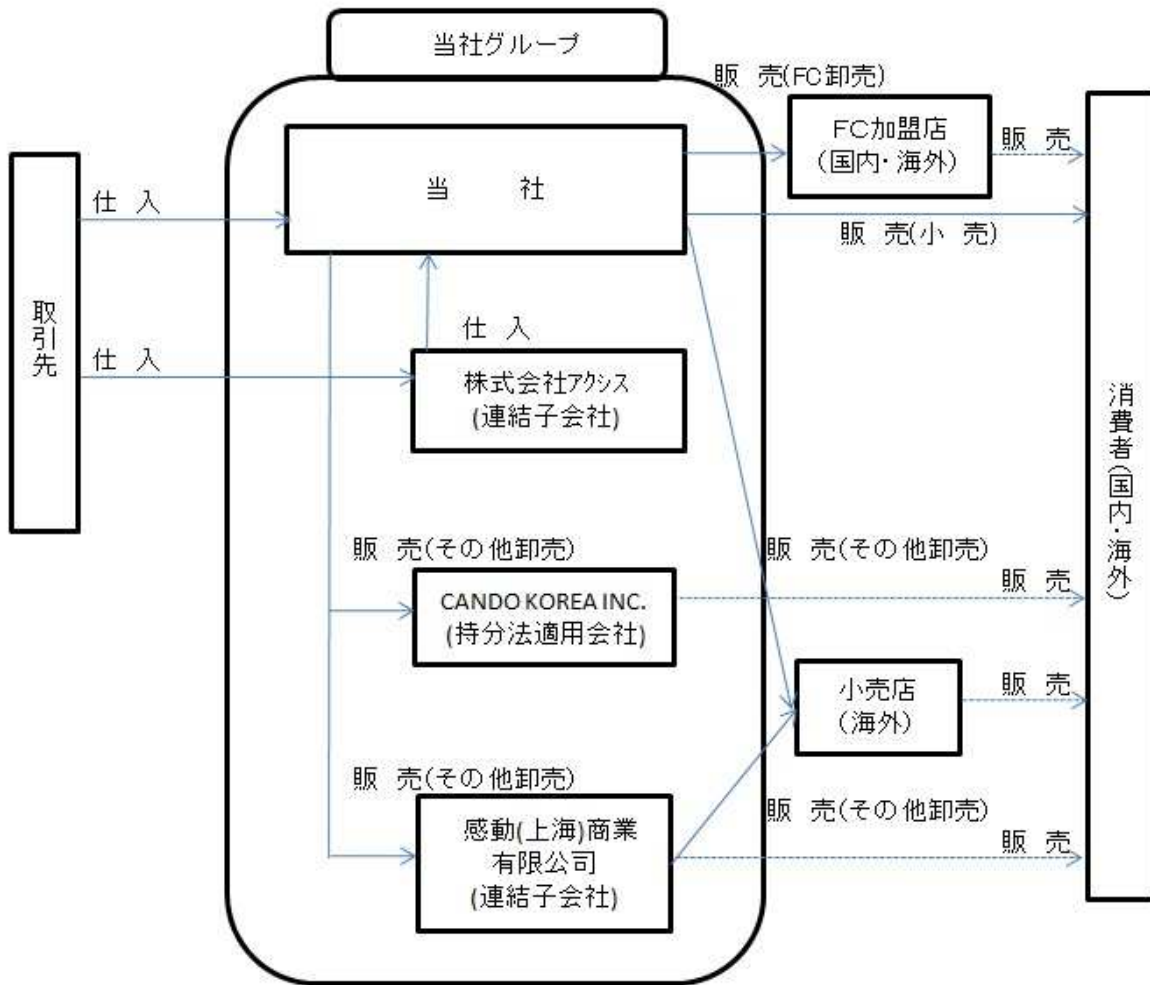 当社グループ
販 売(FC卸売)
FC加盟店
(国内・海外)
販 売
仕 入
当 社
販 売(小 売)
取引先
仕 入
仕 入
株式会社アクシス
(連結子会社)
消費者(国内・海外)
販 売(その他卸売)
販 売(その他卸売)
CANDO KOREA INC.
(持分法適用会社)
販 売
小売店
(海外)
販 売
販 売(その他卸売)
販 売(その他卸売)
感動(上海)商業
有限公司
(連結子会社)
販 売